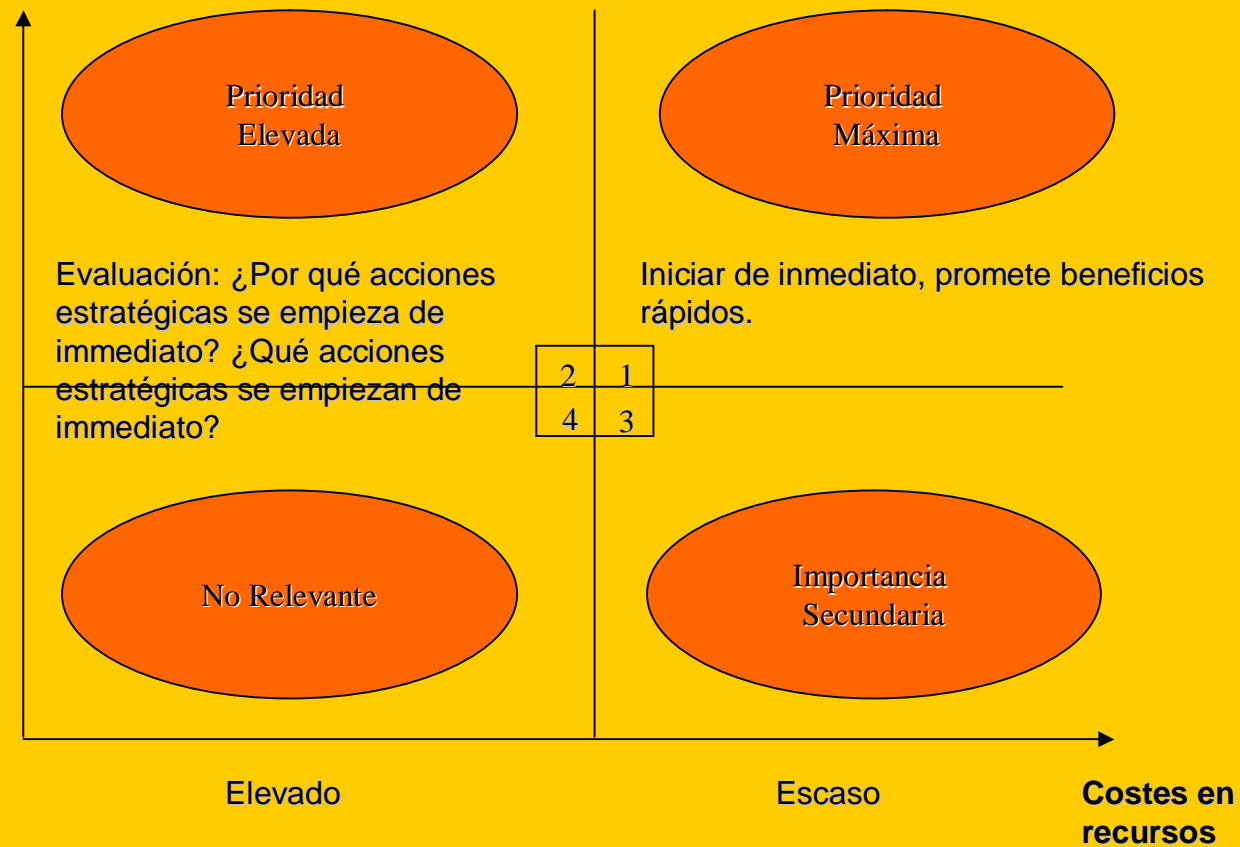 Prioridad
Elevada
Prioridad
Máxima
Evaluación: ¿Por qué acciones
estratégicas se empieza de
immediato? ¿Qué acciones
estratégicas se empiezan de
immediato?
Iniciar de inmediato, promete beneficios
rápidos.
2 1
4 3
No Relevante
Importancia
Secundaria
Elevado
Escaso
Costes en
recursos